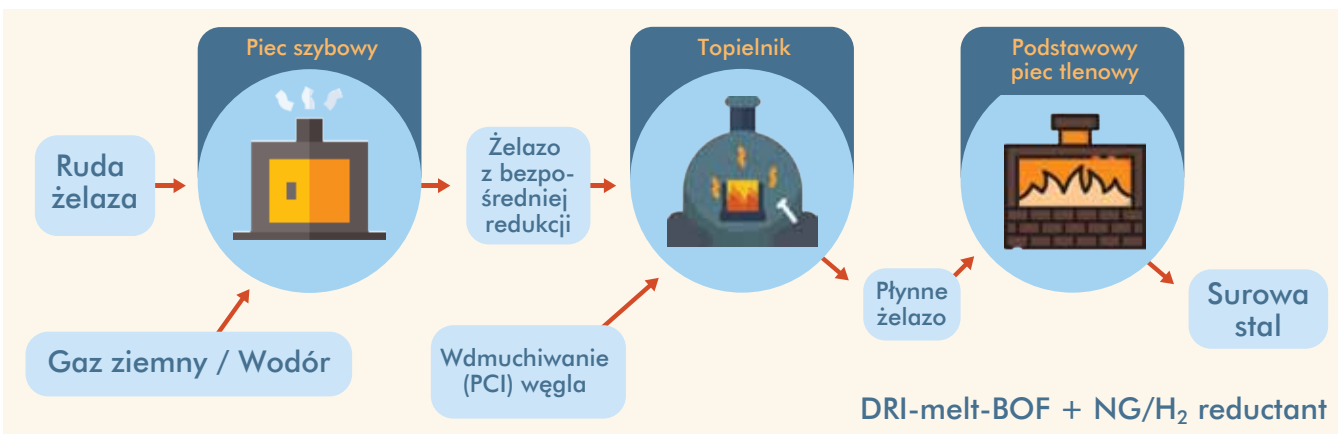 Piec szybowy
Topielnik
Podstawowy
piec tlenowy
Ruda
żelaza
Żelazo
z bezpo-
średniej
redukcji
Gaz ziemny / Wodór
Wdmuchiwanie
(PCI) węgla
Płynne
żelazo
Surowa
stal
DRI-melt-BOF + NG/H₂ reductant